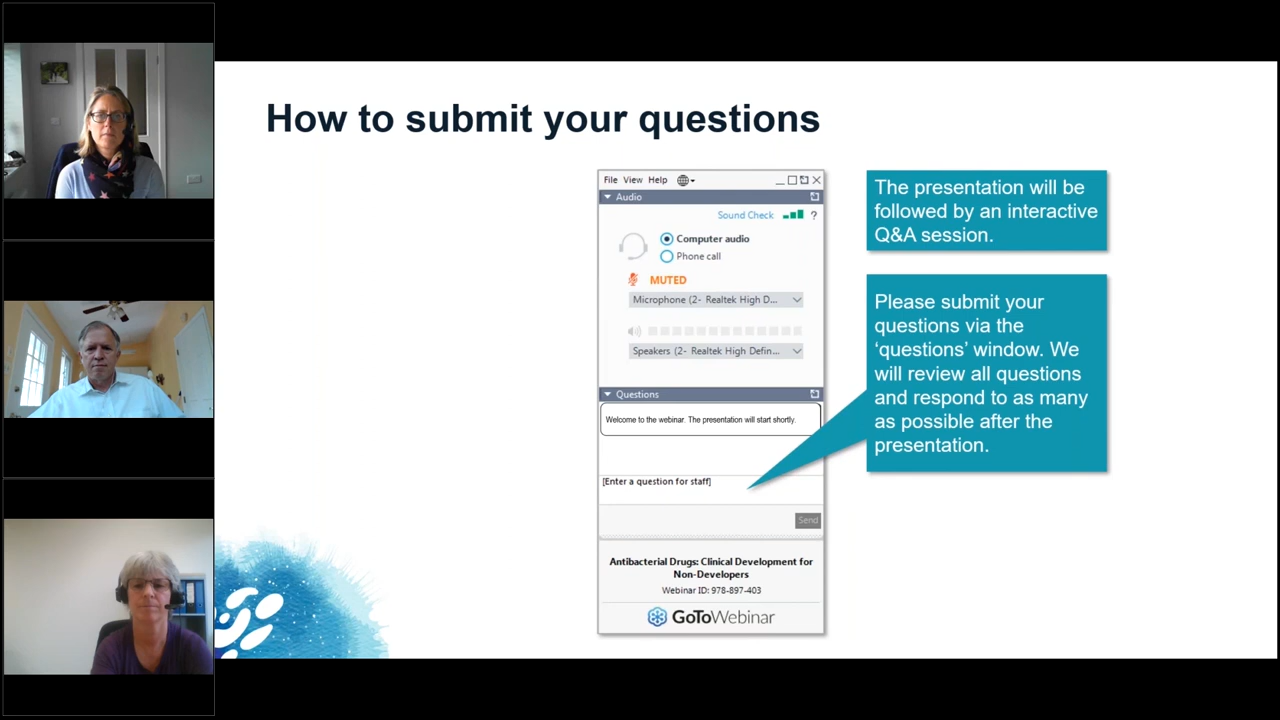 How to submit your questions
File View Help
Audio
Sound Check ?
Computer audio
Phone call
MUTED
Microphone (2- Realtek High D...
Speakers (2- Realtek High Defin...
Questions
Welcome to the webinar. The presentation will start shortly.
[Enter a question for staff]
Send
Antibacterial Drugs: Clinical Development for
Non-Developers
Webinar ID: 978-897-403
GoToWebinar
The presentation will be
followed by an interactive
Q&A session.
Please submit your
questions via the
‘questions’ window. We
will review all questions
and respond to as many
as possible after the
presentation.